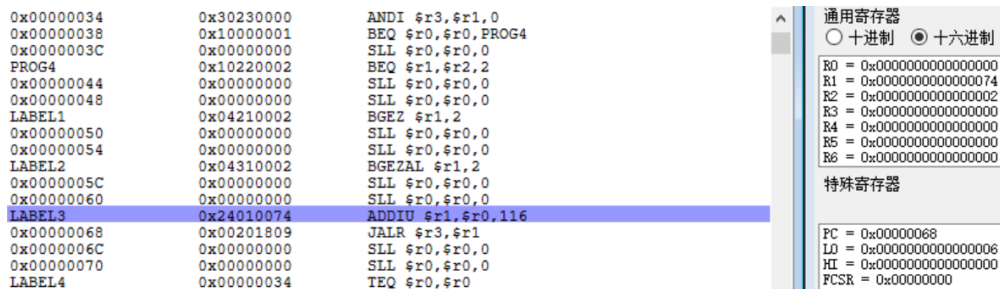 0x00000034 0x30230000 ANDI $r3,$r1,0
0x00000038 0x10000001 BEQ $r0,$r0,PROG4
0x0000003C 0x00000000 SLL $r0,$r0,0
PROG4 0x10220002 BEQ $r1,$r2,2
0x00000044 0x00000000 SLL $r0,$r0,0
0x00000048 0x00000000 SLL $r0,$r0,0
LABEL1 0x04210002 BGEZ $r1,2
0x00000050 0x00000000 SLL $r0,$r0,0
0x00000054 0x00000000 SLL $r0,$r0,0
LABEL2 0x04310002 BGEZAL $r1,2
0x0000005C 0x00000000 SLL $r0,$r0,0
0x00000060 0x00000000 SLL $r0,$r0,0
LABEL3 0x24010074 ADDIU $r1,$r0,116
0x00000068 0x00201809 JALR $r3,$r1
0x0000006C 0x00000000 SLL $r0,$r0,0
0x00000070 0x00000000 SLL $r0,$r0,0
LABEL4 0x00000034 TEQ $r0,$r0
通用寄存器
十进制 十六进制
R0 = 0x0000000000000000
R1 = 0x0000000000000074
R2 = 0x0000000000000002
R3 = 0x0000000000000000
R4 = 0x0000000000000000
R5 = 0x0000000000000000
R6 = 0x0000000000000000
特殊寄存器
PC = 0x00000068
LO = 0x0000000000000006
HI = 0x0000000000000000
FCSR = 0x00000000